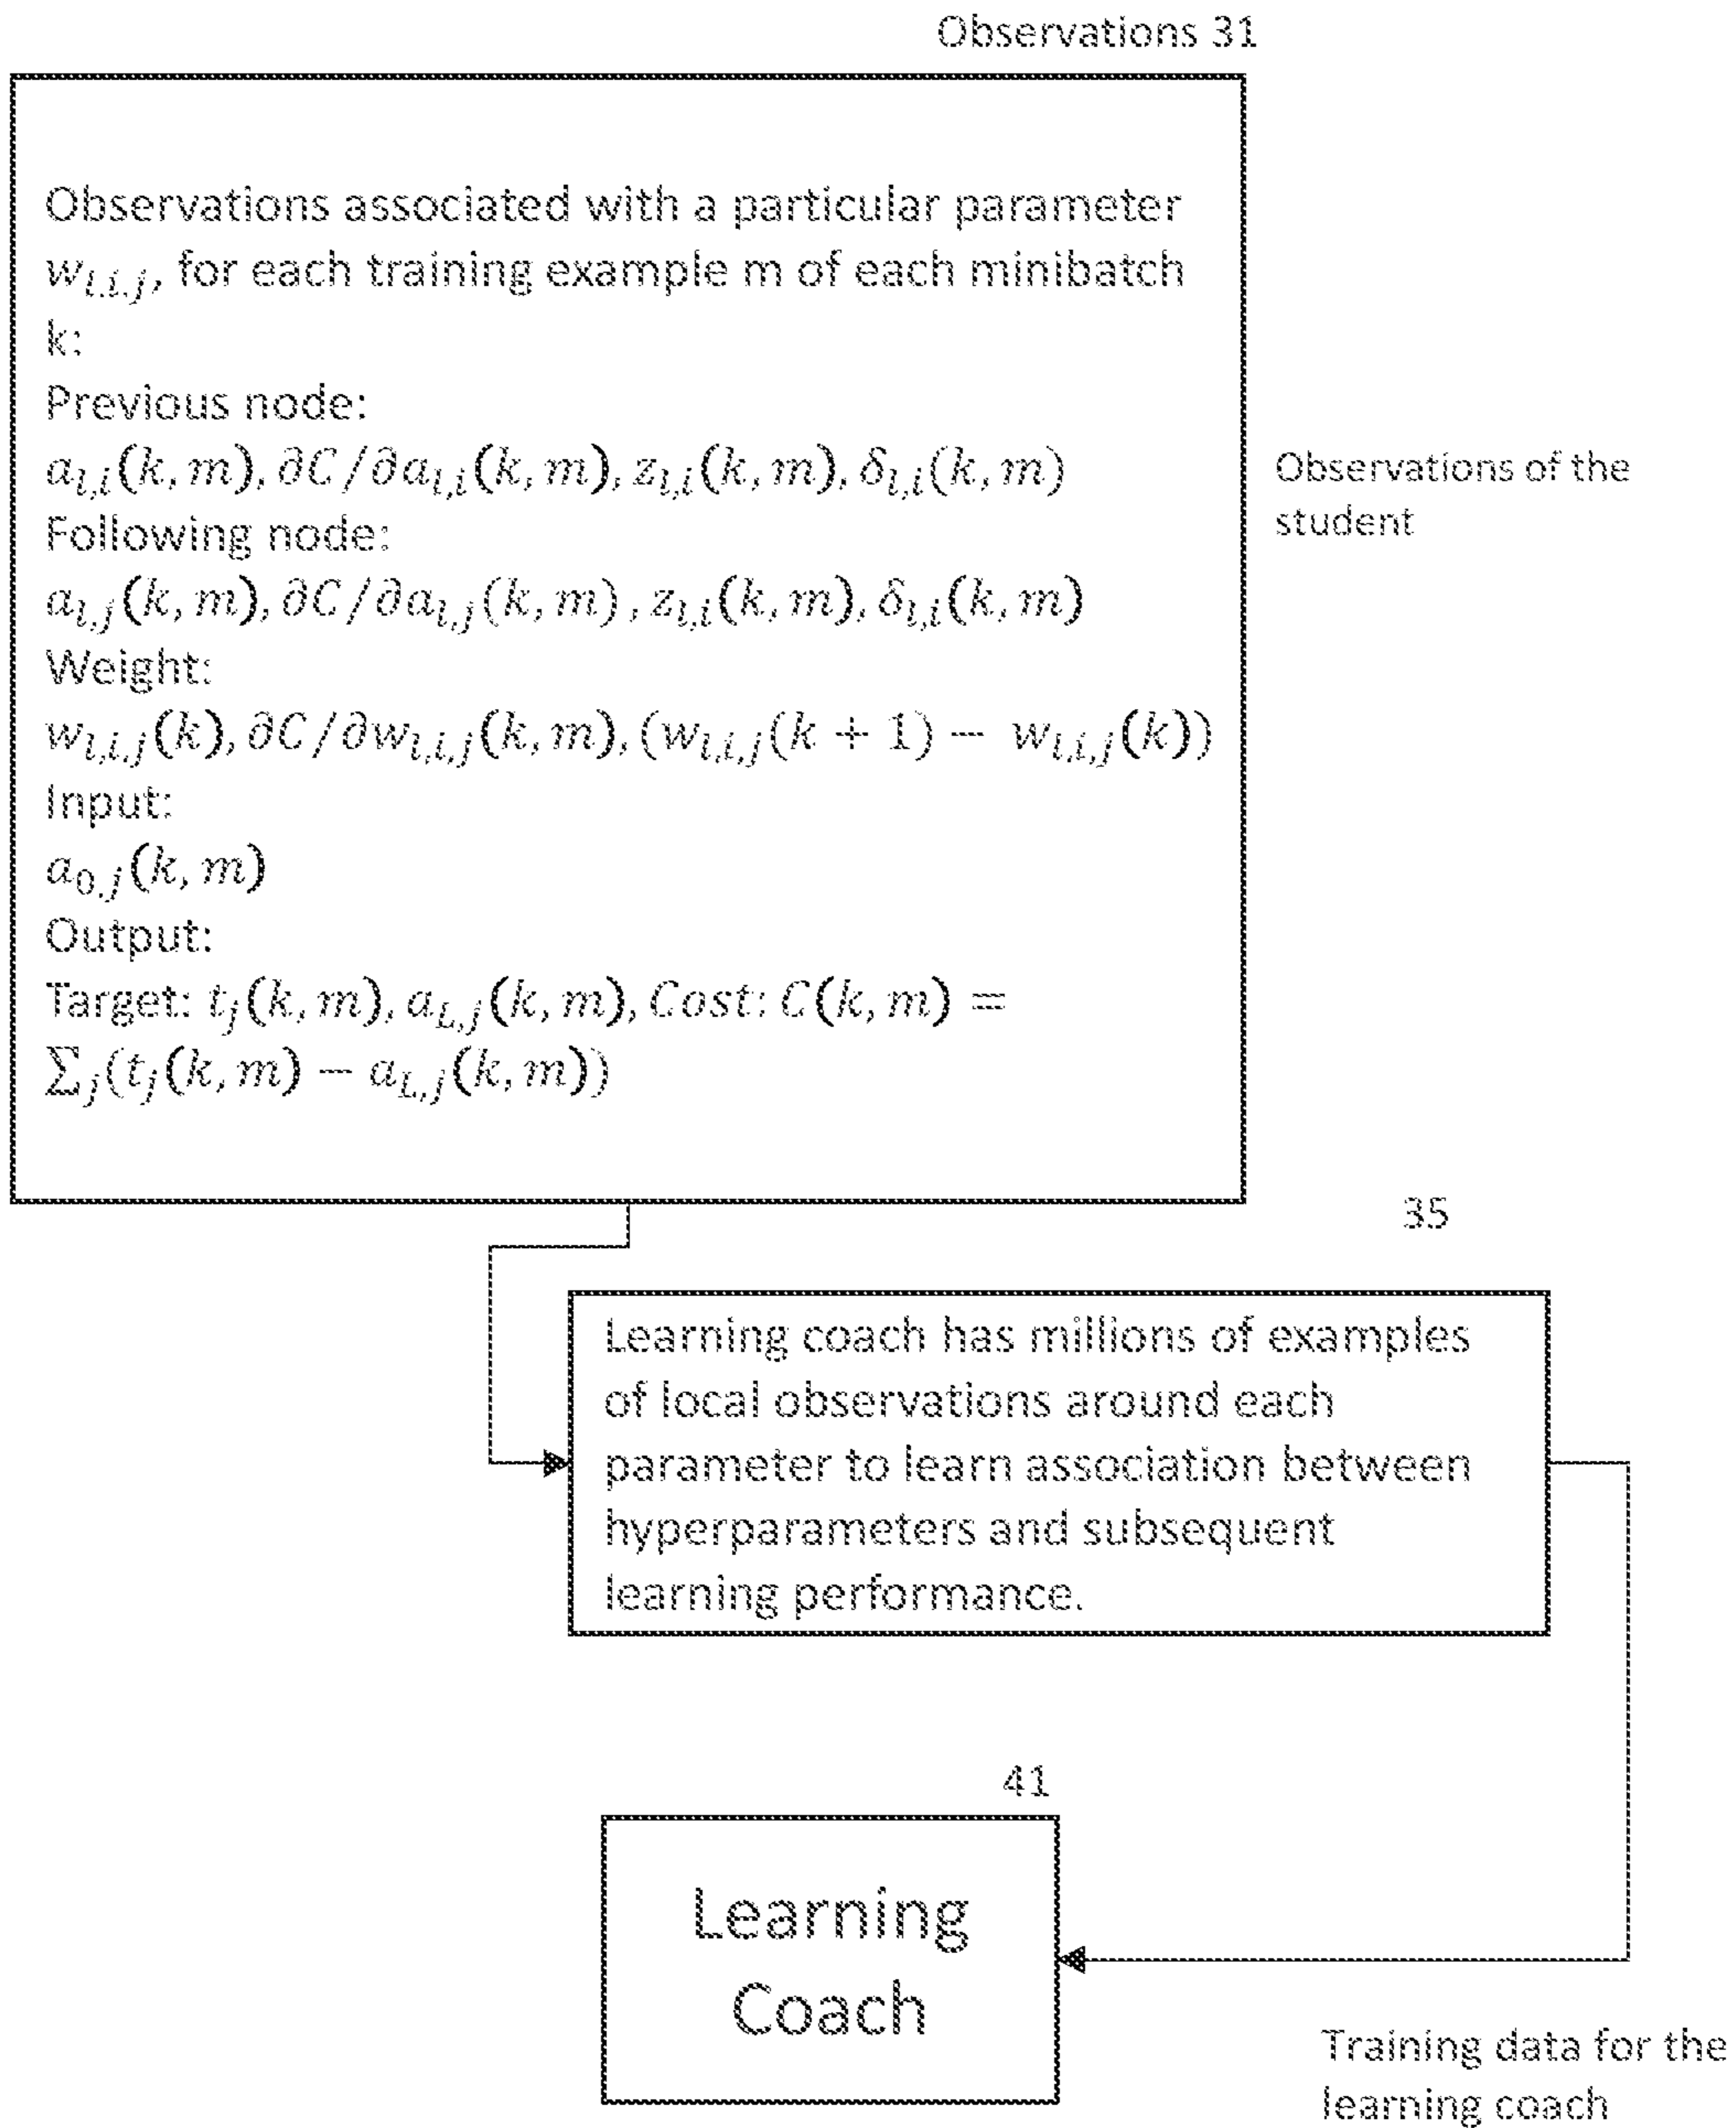 Observations 31
Observations associated with a particular parameter
w_{l,i,j}, for each training example m of each minibatch
k:
Previous node:
a_{l,i}(k, m), ∂C/∂a_{l,i}(k, m), z_{l,i}(k, m), δ_{l,i}(k, m)
Following node:
a_{l,j}(k, m), ∂C/∂a_{l,j}(k, m) , z_{l,i}(k, m), δ_{l,i}(k, m)
Weight:
w_{l,i,j}(k), ∂C/∂w_{l,i,j}(k, m), (w_{l,i,j}(k + 1) − w_{l,i,j}(k))
Input:
a_{0,j}(k, m)
Output:
Target: t_j(k, m), a_{L,j}(k, m), Cost: C(k, m) =
∑_j(t_j(k, m) − a_{L,j}(k, m))
Observations of the
student
35
Learning coach has millions of examples
of local observations around each
parameter to learn association between
hyperparameters and subsequent
learning performance.
41
Learning
Coach
Training data for the
learning coach